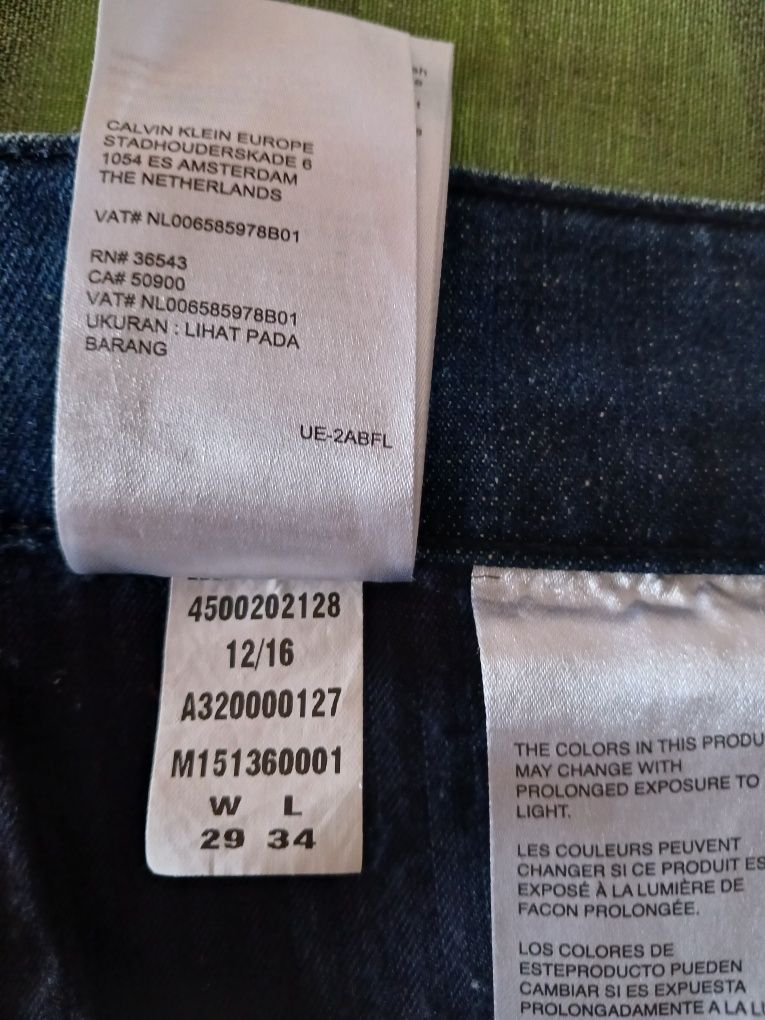 CALVIN KLEIN EUROPE
STADHOUDERSKADE 6
1054 ES AMSTERDAM
THE NETHERLANDS
VAT# NL006585978B01
RN# 36543
CA# 50900
VAT# NL006585978B01
UKURAN : LIHAT PADA
BARANG
UE-2ABFL
4500202128
12/16
A320000127
M151360001
W L
29 34
THE COLORS IN THIS PRODU
MAY CHANGE WITH
PROLONGED EXPOSURE TO
LIGHT.
LES COULEURS PEUVENT
CHANGER SI CE PRODUIT ES
EXPOSÉ À LA LUMIÈRE DE
FACON PROLONGÉE.
LOS COLORES DE
ESTEPRODUCTO PUEDEN
CAMBIAR SI ES EXPUESTA
PROLONGADAMENTE A LA LU